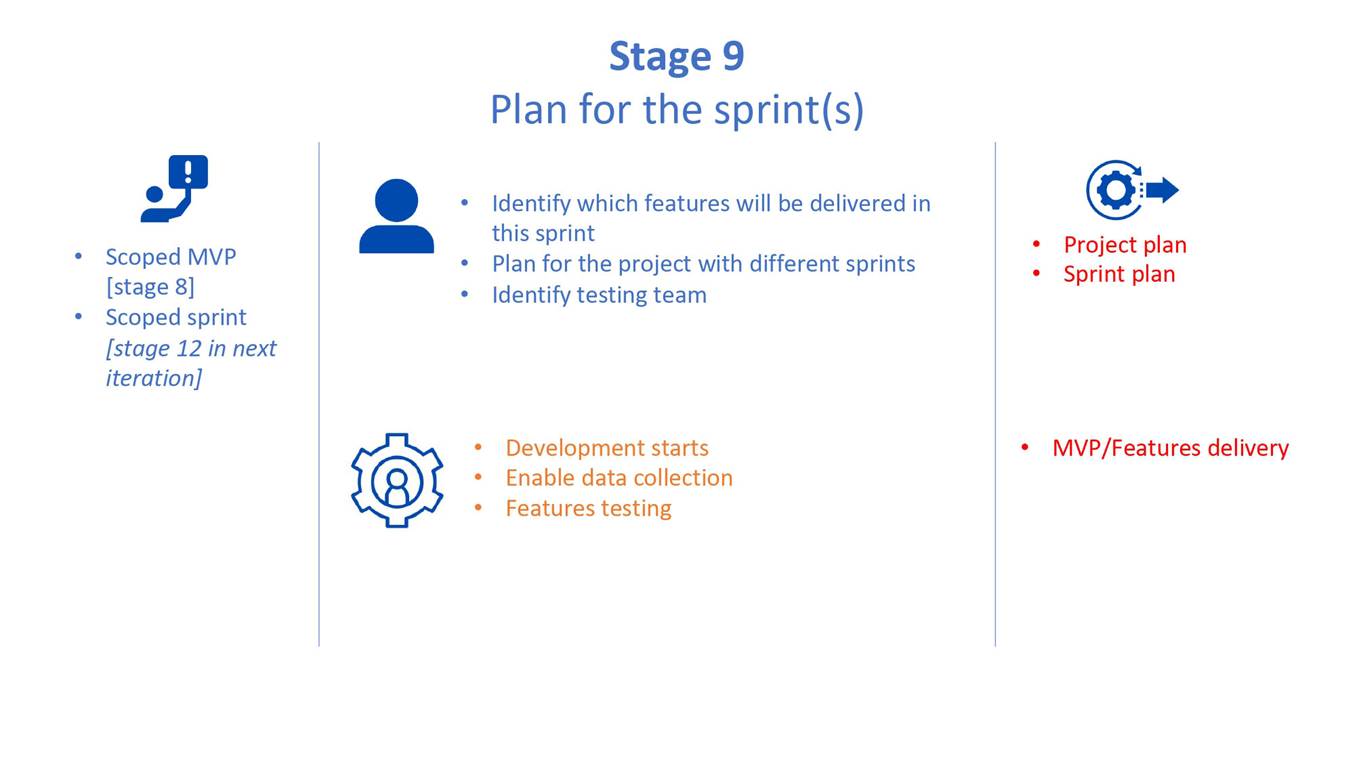 Stage 9
Plan for the sprint(s)
• Scoped MVP
[stage 8]
• Scoped sprint
[stage 12 in next
iteration]
• Identify which features will be delivered in
this sprint
• Plan for the project with different sprints
• Identify testing team
• Project plan
• Sprint plan
• Development starts
• Enable data collection
• Features testing
• MVP/Features delivery